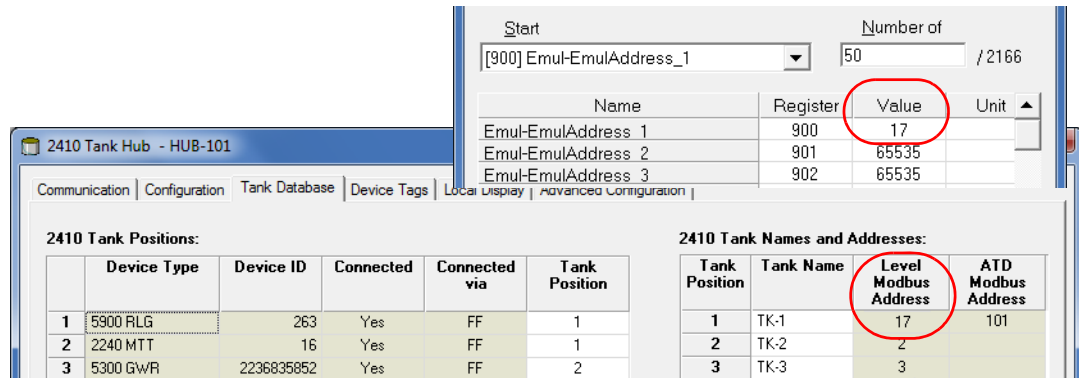 Start Number of
[900] Emul-EmulAddress_1 50 / 2166
Name Register Value Unit
Emul-EmulAddress_1 900 17
Emul-EmulAddress_2 901 65535
Emul-EmulAddress_3 902 65535
2410 Tank Hub - HUB-101
Communication Configuration Tank Database Device Tags Local Display Advanced Configuration
2410 Tank Positions: 2410 Tank Names and Addresses:
Device Type Device ID Connected Connected via Tank Position Tank Position Tank Name Level Modbus Address ATD Modbus Address
1 5900 RLG 263 Yes FF 1 1 TK-1 17 101
2 2240 MTT 16 Yes FF 1 2 TK-2 2
3 5300 GWR 2236835852 Yes FF 2 3 TK-3 3